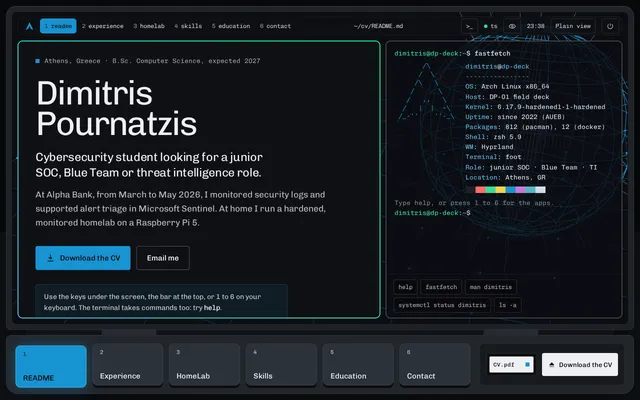 1 readme 2 experience 3 homelab 4 skills 5 education 6 contact ~/cv/README.md >_ ts 23:38 Plain view
Athens, Greece · B.Sc. Computer Science, expected 2027
Dimitris
Pournatzis
Cybersecurity student looking for a junior
SOC, Blue Team or threat intelligence role.
At Alpha Bank, from March to May 2026, I monitored security logs and
supported alert triage in Microsoft Sentinel. At home I run a hardened,
monitored homelab on a Raspberry Pi 5.
Download the CV Email me
Use the keys under the screen, the bar at the top, or 1 to 6 on your
keyboard. The terminal takes commands too: try help.
dimitris@dp-deck:~$ fastfetch
dimitris@dp-deck
----------------
OS: Arch Linux x86_64
Host: DP-01 field deck
Kernel: 6.17.9-hardened1-1-hardened
Uptime: since 2022 (AUEB)
Packages: 812 (pacman), 12 (docker)
Shell: zsh 5.9
WM: Hyprland
Terminal: foot
Role: junior SOC · Blue Team · TI
Location: Athens, GR
Type help, or press 1 to 6 for the apps.
dimitris@dp-deck:~$
help fastfetch man dimitris
systemctl status dimitris ls -a
1 README
2 Experience
3 HomeLab
4 Skills
5 Education
6 Contact
CV.pdf
Download the CV